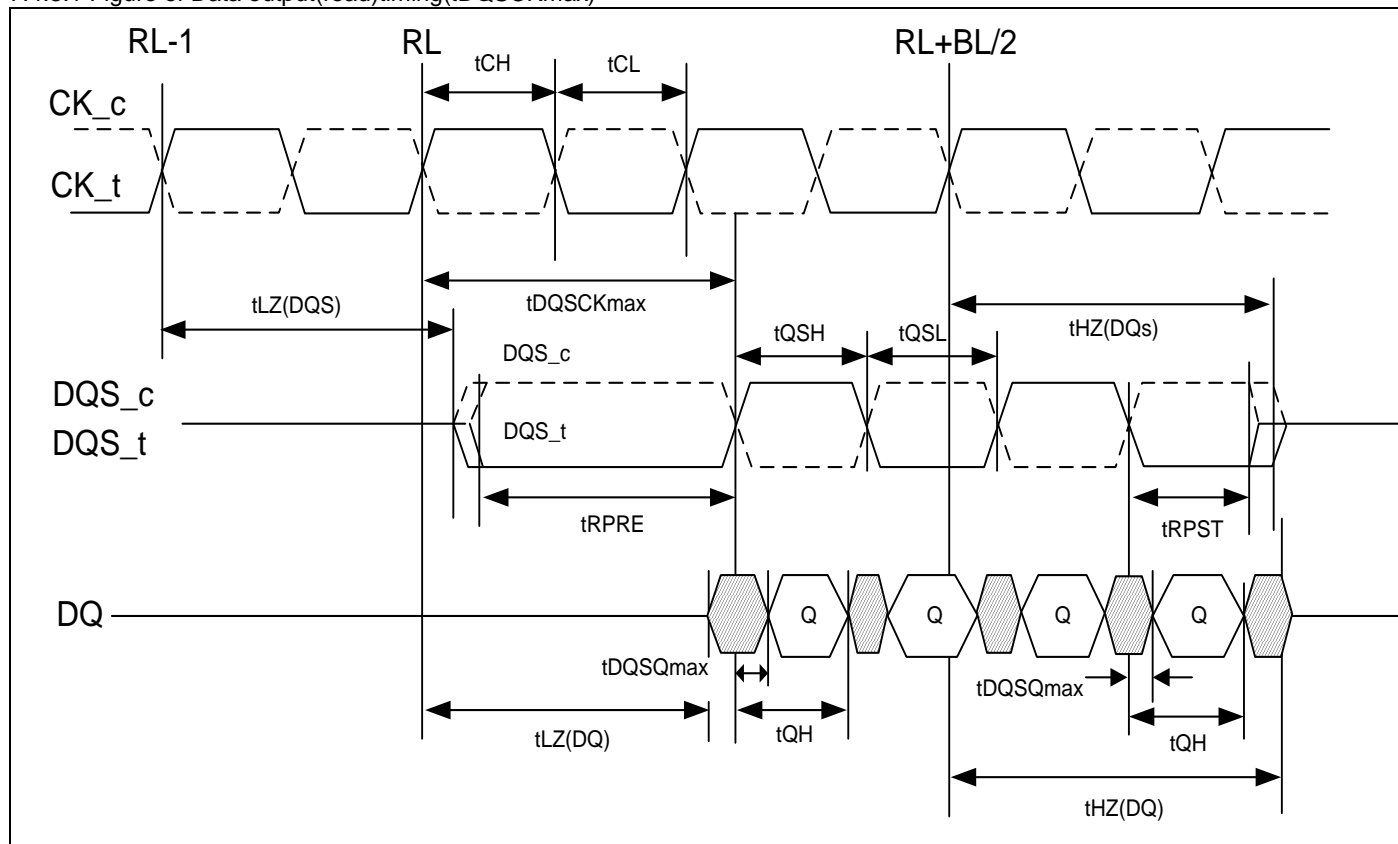 RL-1 RL RL+BL/2
tCH tCL
CK_c
CK_t
tLZ(DQS) tDQSCKmax tHZ(DQs)
tQSH tQSL
DQS_c
DQS_c
DQS_t
DQS_t
tRPRE tRPST
DQ Q Q Q Q
tDQSQmax tDQSQmax
tLZ(DQ) tQH tQH
tHZ(DQ)